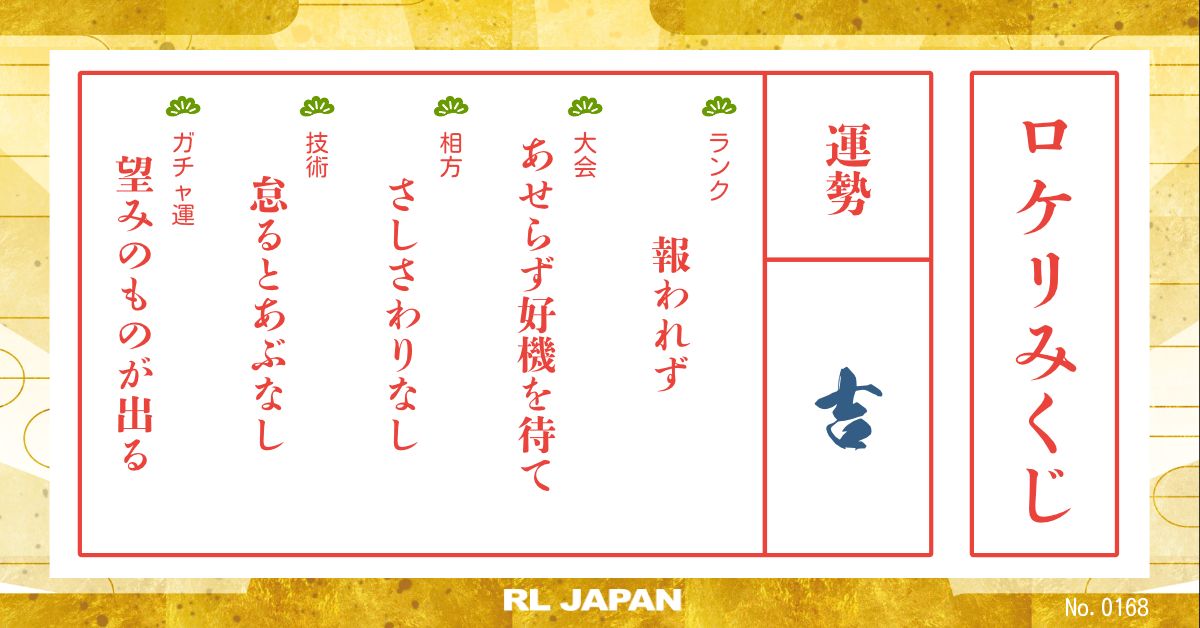 ロケリみくじ
運勢
吉
ランク
報われず
大会
あせらず好機を待て
相方
さしさわりなし
技術
怠るとあぶなし
ガチャ運
望みのものが出る
RL JAPAN
No. 0168